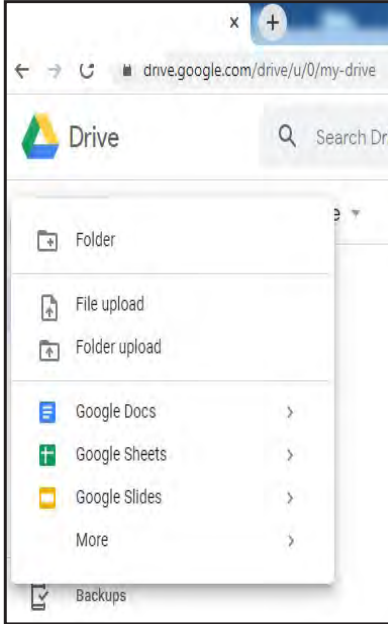 drive.google.com/drive/u/0/my-drive
Drive
Search Dr
Folder
File upload
Folder upload
Google Docs
Google Sheets
Google Slides
More
Backups